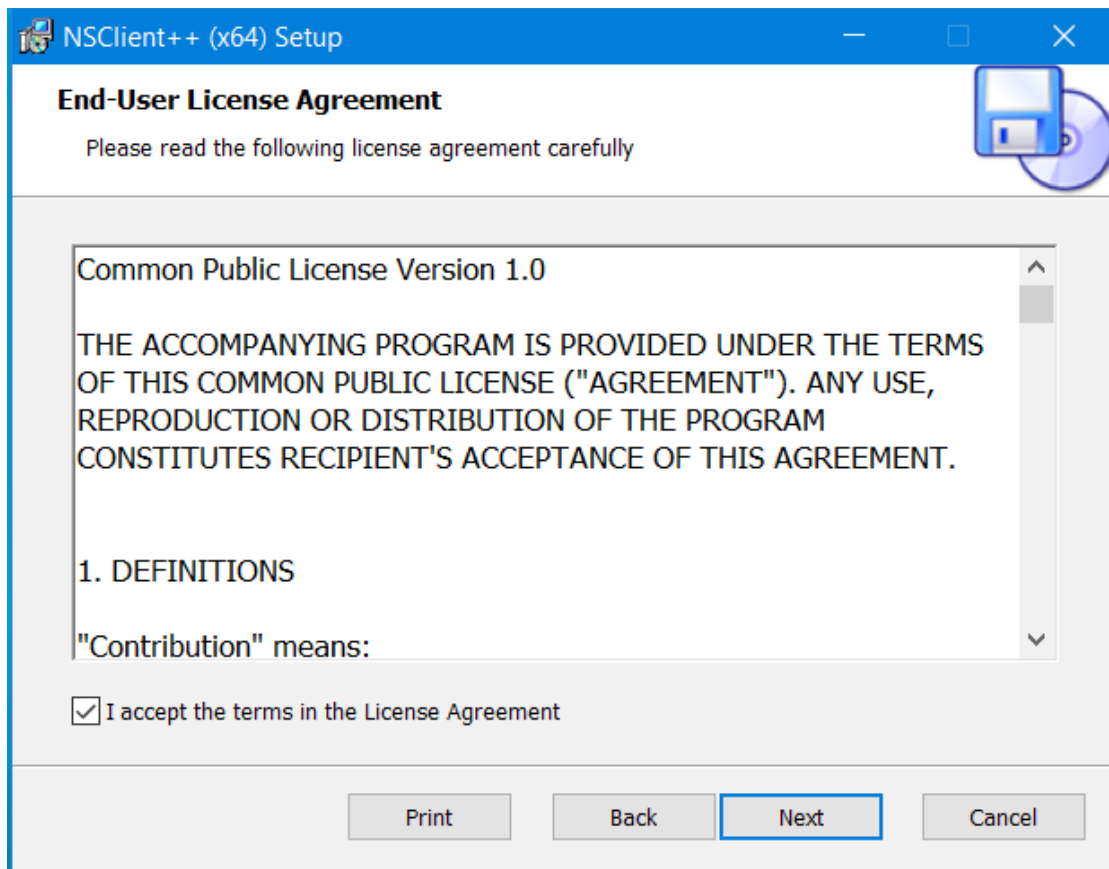 NSClient++ (x64) Setup
End-User License Agreement
Please read the following license agreement carefully
Common Public License Version 1.0
THE ACCOMPANYING PROGRAM IS PROVIDED UNDER THE TERMS
OF THIS COMMON PUBLIC LICENSE ("AGREEMENT"). ANY USE,
REPRODUCTION OR DISTRIBUTION OF THE PROGRAM
CONSTITUTES RECIPIENT'S ACCEPTANCE OF THIS AGREEMENT.
1. DEFINITIONS
"Contribution" means:
I accept the terms in the License Agreement
Print Back Next Cancel